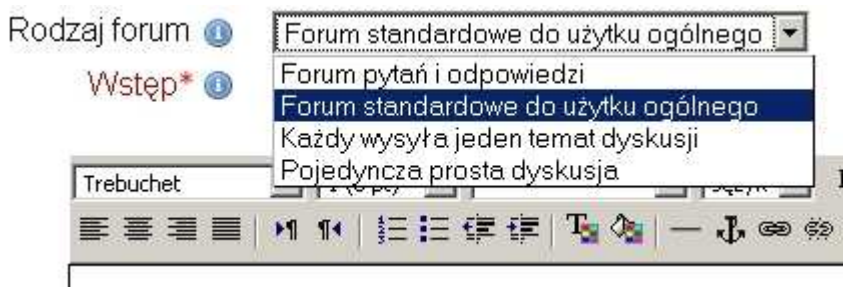 Rodzaj forum Forum standardowe do użytku ogólnego
Wstęp*
Forum pytań i odpowiedzi
Forum standardowe do użytku ogólnego
Każdy wysyła jeden temat dyskusji
Pojedyncza prosta dyskusja
Trebuchet